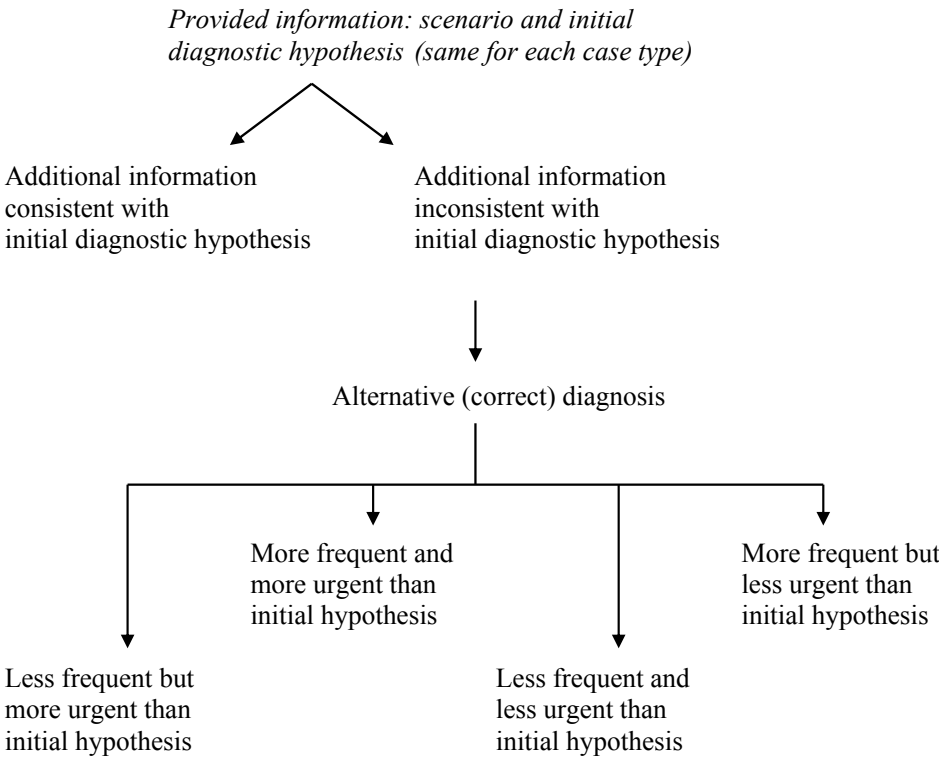 Provided information: scenario and initial
diagnostic hypothesis (same for each case type)
Additional information
consistent with
initial diagnostic hypothesis
Additional information
inconsistent with
initial diagnostic hypothesis
Alternative (correct) diagnosis
More frequent and
more urgent than
initial hypothesis
More frequent but
less urgent than
initial hypothesis
Less frequent but
more urgent than
initial hypothesis
Less frequent and
less urgent than
initial hypothesis